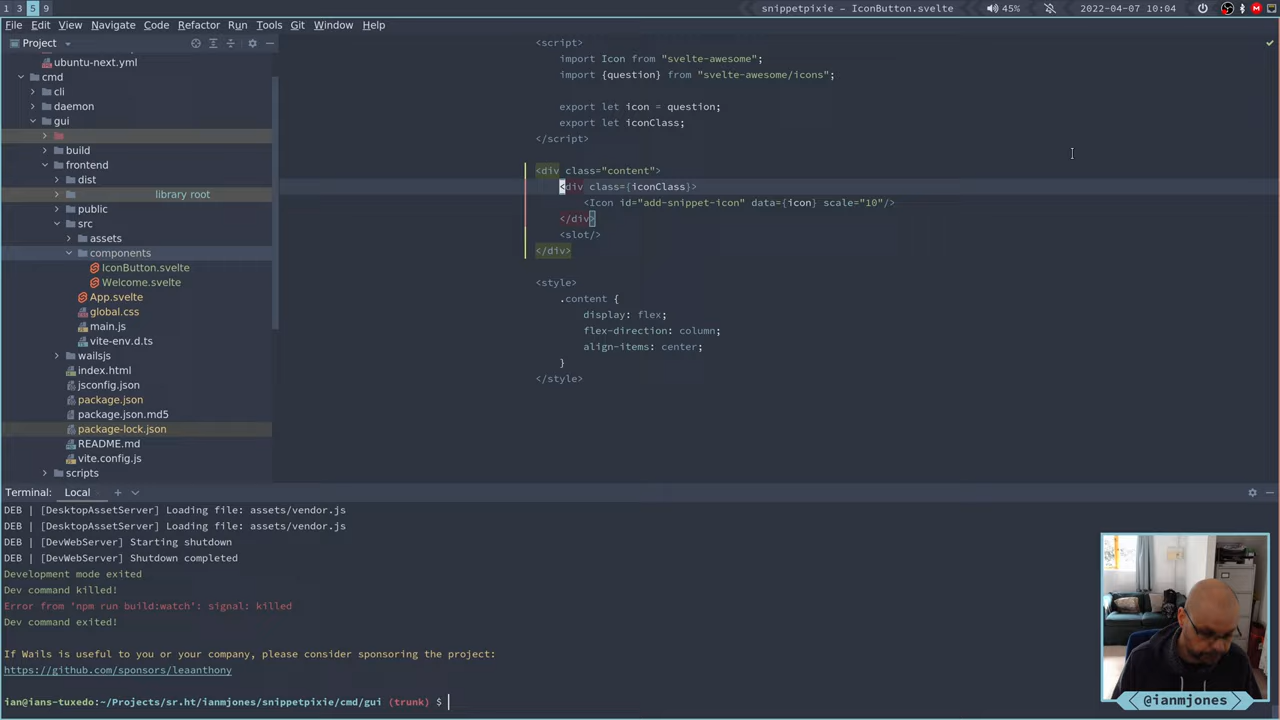 1 3 5 9
snippetpixie — IconButton.svelte
45%
2022-04-07 10:04
File Edit View Navigate Code Refactor Run Tools Git Window Help
Project
ubuntu-next.yml
cmd
cli
daemon
gui
build
frontend
dist
library root
public
src
assets
components
IconButton.svelte
Welcome.svelte
App.svelte
global.css
main.js
vite-env.d.ts
wailsjs
index.html
jsconfig.json
package.json
package.json.md5
package-lock.json
README.md
vite.config.js
scripts
<script>
import Icon from "svelte-awesome";
import {question} from "svelte-awesome/icons";
export let icon = question;
export let iconClass;
</script>
<div class="content">
<div class={iconClass}>
<Icon id="add-snippet-icon" data={icon} scale="10"/>
</div>
<slot/>
</div>
<style>
.content {
display: flex;
flex-direction: column;
align-items: center;
}
</style>
Terminal: Local
DEB | [DesktopAssetServer] Loading file: assets/vendor.js
DEB | [DesktopAssetServer] Loading file: assets/vendor.js
DEB | [DevWebServer] Starting shutdown
DEB | [DevWebServer] Shutdown completed
Development mode exited
Dev command killed!
Error from 'npm run build:watch': signal: killed
Dev command exited!
If Wails is useful to you or your company, please consider sponsoring the project:
https://github.com/sponsors/leaanthony
ian@ians-tuxedo:~/Projects/sr.ht/ianmjones/snippetpixie/cmd/gui (trunk) $
@ianmjones